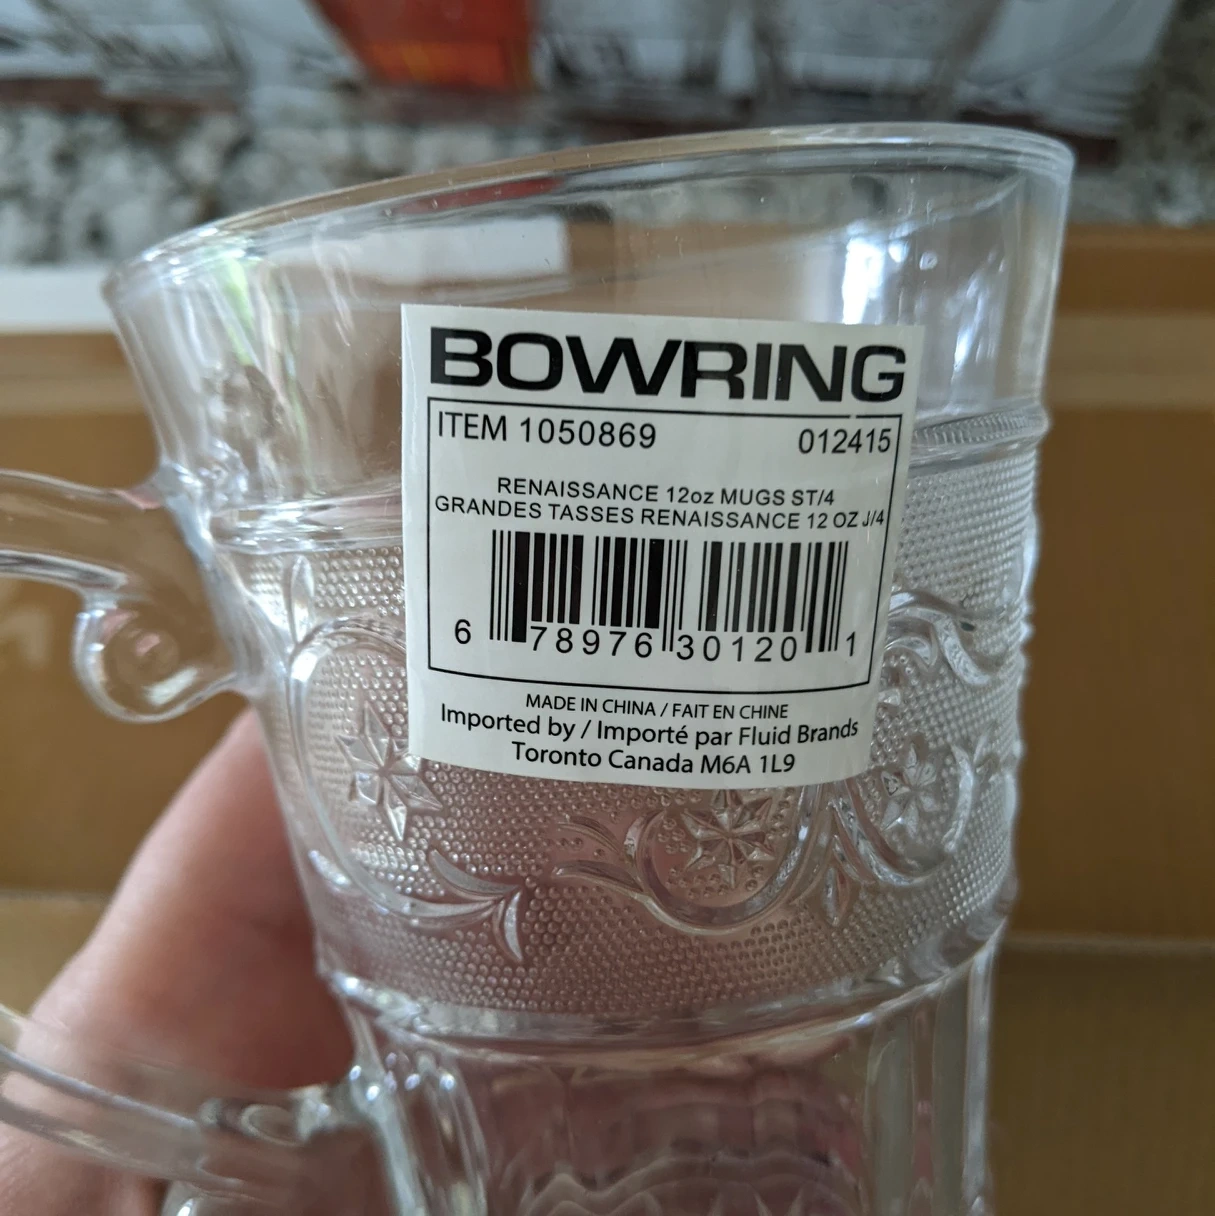 BOWRING
ITEM 1050869 012415
RENAISSANCE 12oz MUGS ST/4
GRANDES TASSES RENAISSANCE 12 OZ J/4
6 78976 30120 1
MADE IN CHINA / FAIT EN CHINE
Imported by / Importé par Fluid Brands
Toronto Canada M6A 1L9